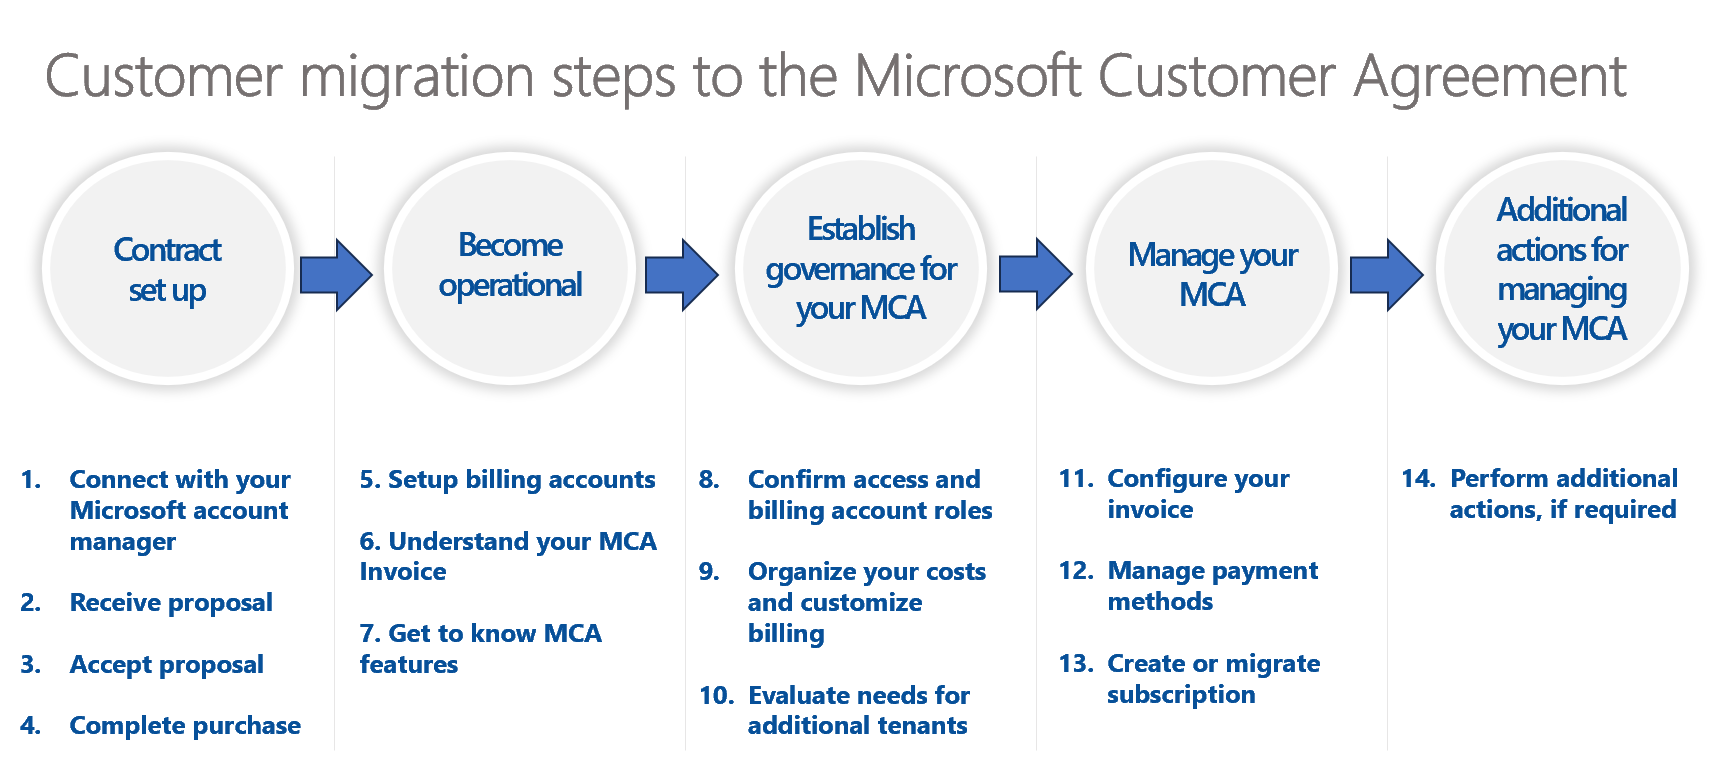 Customer migration steps to the Microsoft Customer Agreement
Contract
set up
Become
operational
Establish
governance for
your MCA
Manage your
MCA
Additional
actions for
managing
your MCA
1. Connect with your
Microsoft account
manager
2. Receive proposal
3. Accept proposal
4. Complete purchase
5. Setup billing accounts
6. Understand your MCA
Invoice
7. Get to know MCA
features
8. Confirm access and
billing account roles
9. Organize your costs
and customize
billing
10. Evaluate needs for
additional tenants
11. Configure your
invoice
12. Manage payment
methods
13. Create or migrate
subscription
14. Perform additional
actions, if required